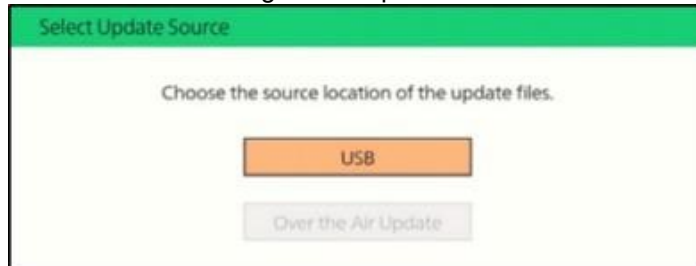 Select Update Source
Choose the source location of the update files.
USB
Over the Air Update